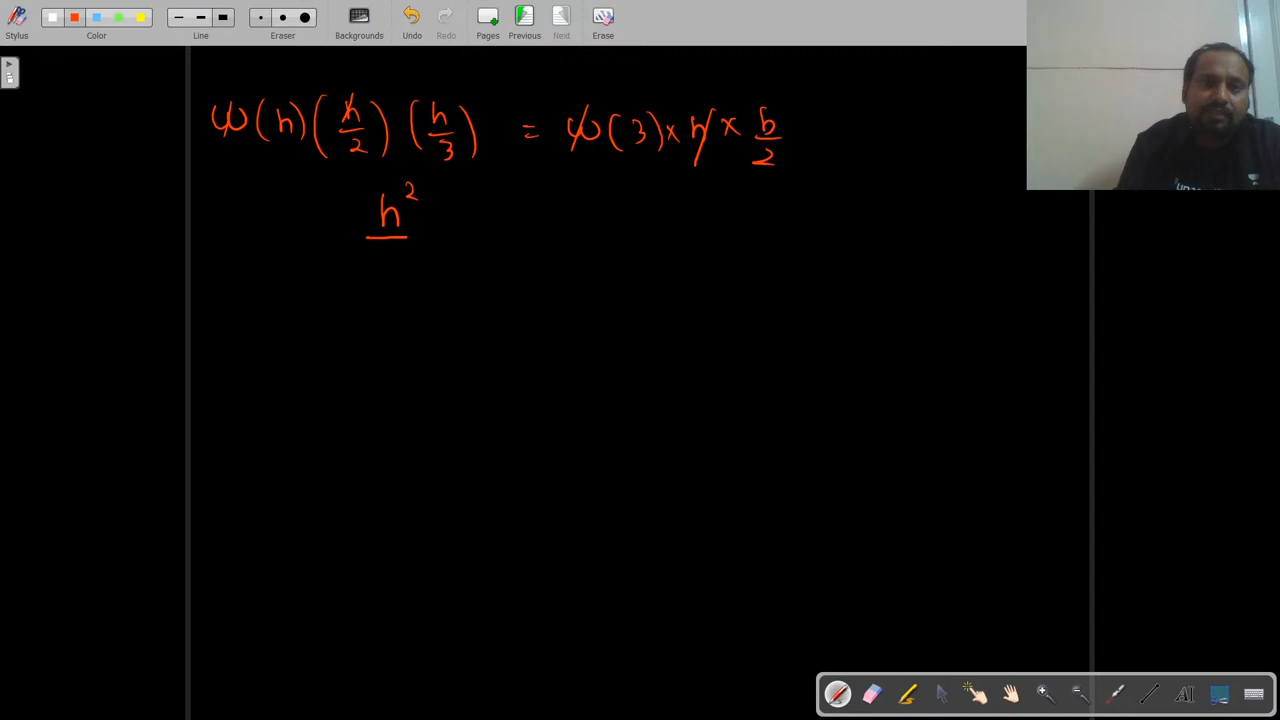 Stylus Color Line Eraser Backgrounds Undo Redo Pages Previous Next Erase
ω(h)(h/2)(h/3) = ω(3) × h × b/2
h²